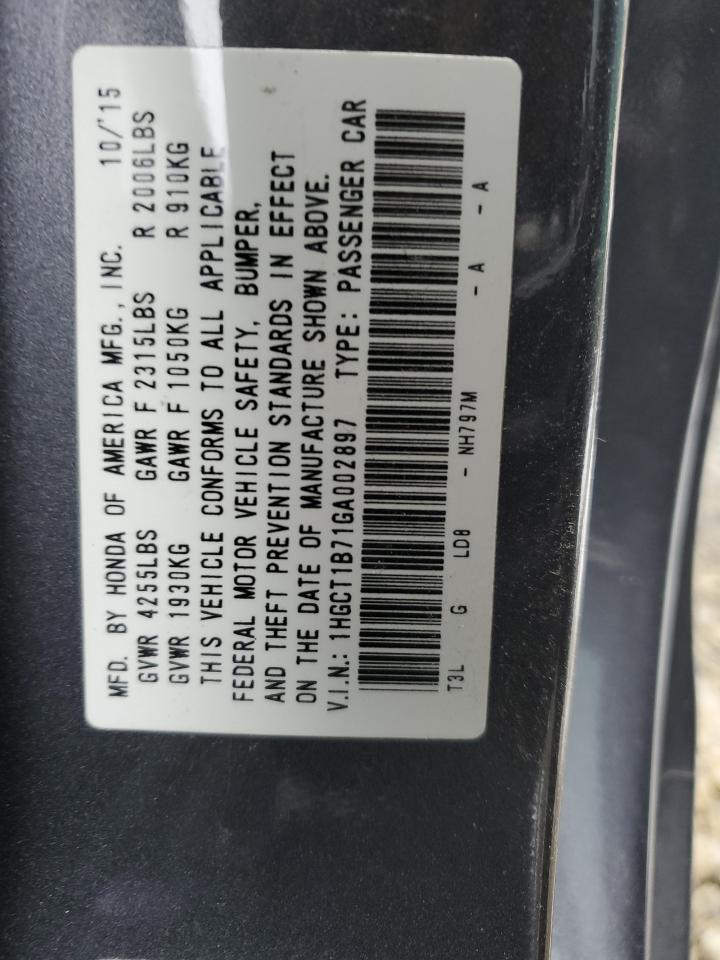 MFD. BY HONDA OF AMERICA MFG., INC. 10/'15
GVWR 4255LBS GAWR F 2315LBS R 2006LBS
GVWR 1930KG GAWR F 1050KG R 910KG
THIS VEHICLE CONFORMS TO ALL APPLICABLE
FEDERAL MOTOR VEHICLE SAFETY, BUMPER,
AND THEFT PREVENTION STANDARDS IN EFFECT
ON THE DATE OF MANUFACTURE SHOWN ABOVE.
V.I.N.: 1HGCT1B71GA002897 TYPE: PASSENGER CAR
T3L G LD8 - NH797M - A - A